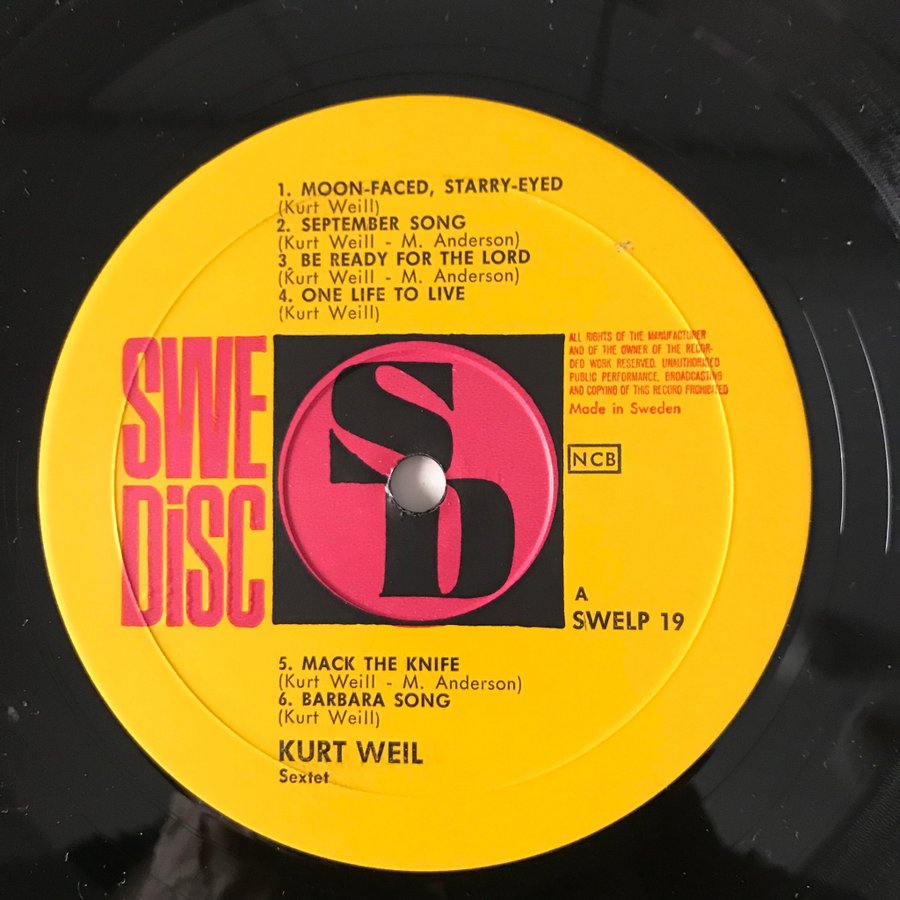 1. MOON-FACED, STARRY-EYED
(Kurt Weill)
2. SEPTEMBER SONG
(Kurt Weill - M. Anderson)
3. BE READY FOR THE LORD
(Kurt Weill - M. Anderson)
4. ONE LIFE TO LIVE
(Kurt Weill)
SWE
DiSC
SD
ALL RIGHTS OF THE MANUFACTURER
AND OF THE OWNER OF THE RECOR-
DED WORK RESERVED. UNAUTHORISED
PUBLIC PERFORMANCE, BROADCASTING
AND COPYING OF THIS RECORD PROHIBITED
Made in Sweden
NCB
A
SWELP 19
5. MACK THE KNIFE
(Kurt Weill - M. Anderson)
6. BARBARA SONG
(Kurt Weill)
KURT WEIL
Sextet